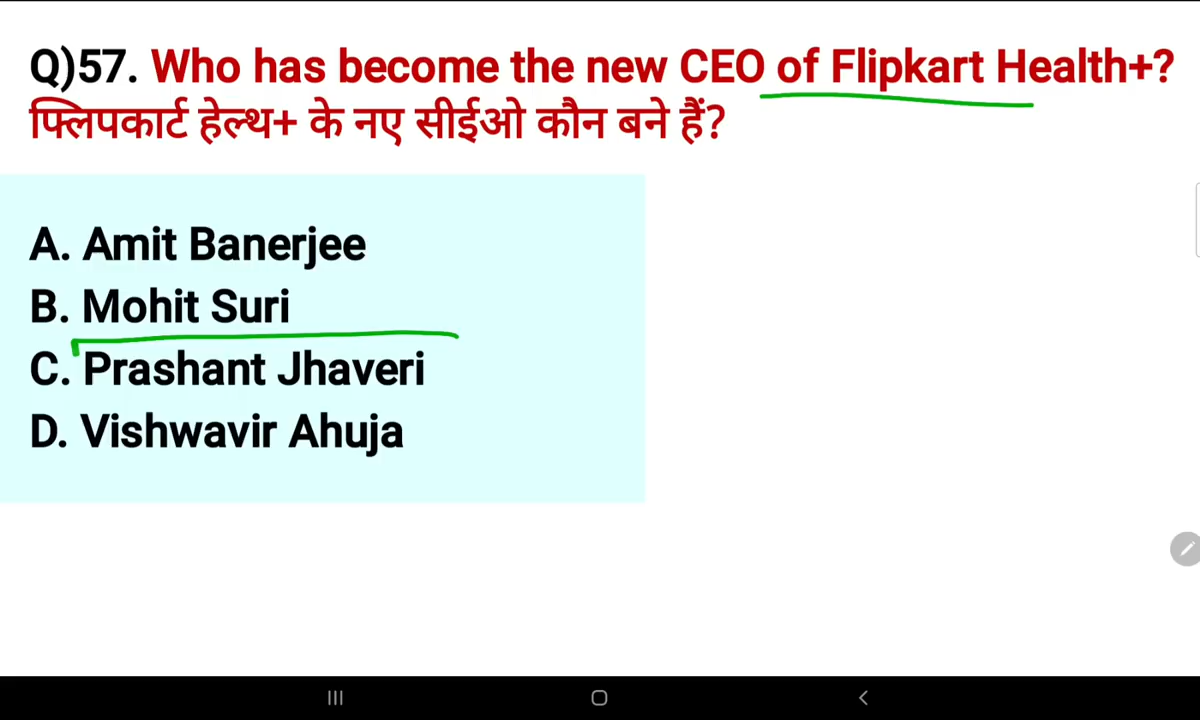 Q)57. Who has become the new CEO of Flipkart Health+?
फ्लिपकार्ट हेल्थ+ के नए सीईओ कौन बने हैं?
A. Amit Banerjee
B. Mohit Suri
C. Prashant Jhaveri
D. Vishwavir Ahuja